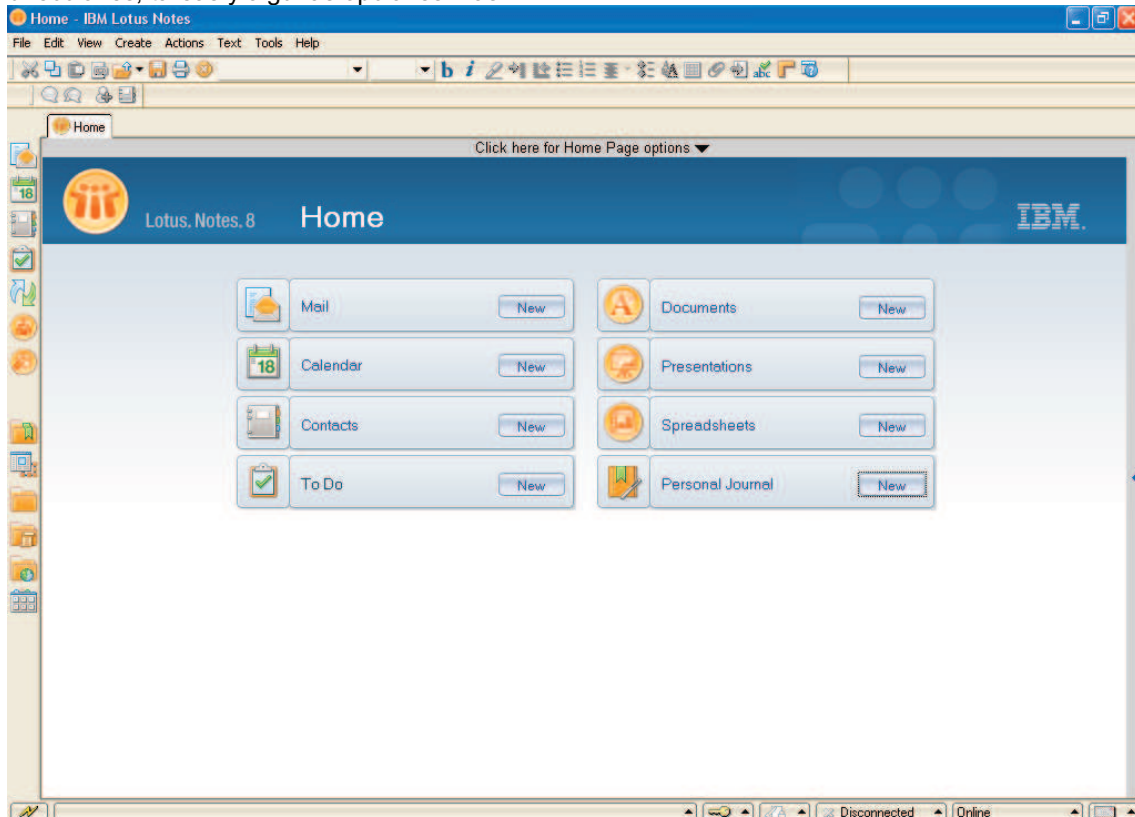 Home - IBM Lotus Notes
File Edit View Create Actions Text Tools Help
b i abc
Home
Click here for Home Page options
18
Lotus. Notes. 8 Home IBM.
Mail New Documents New
18 Calendar New Presentations New
Contacts New Spreadsheets New
To Do New Personal Journal New
Disconnected Online